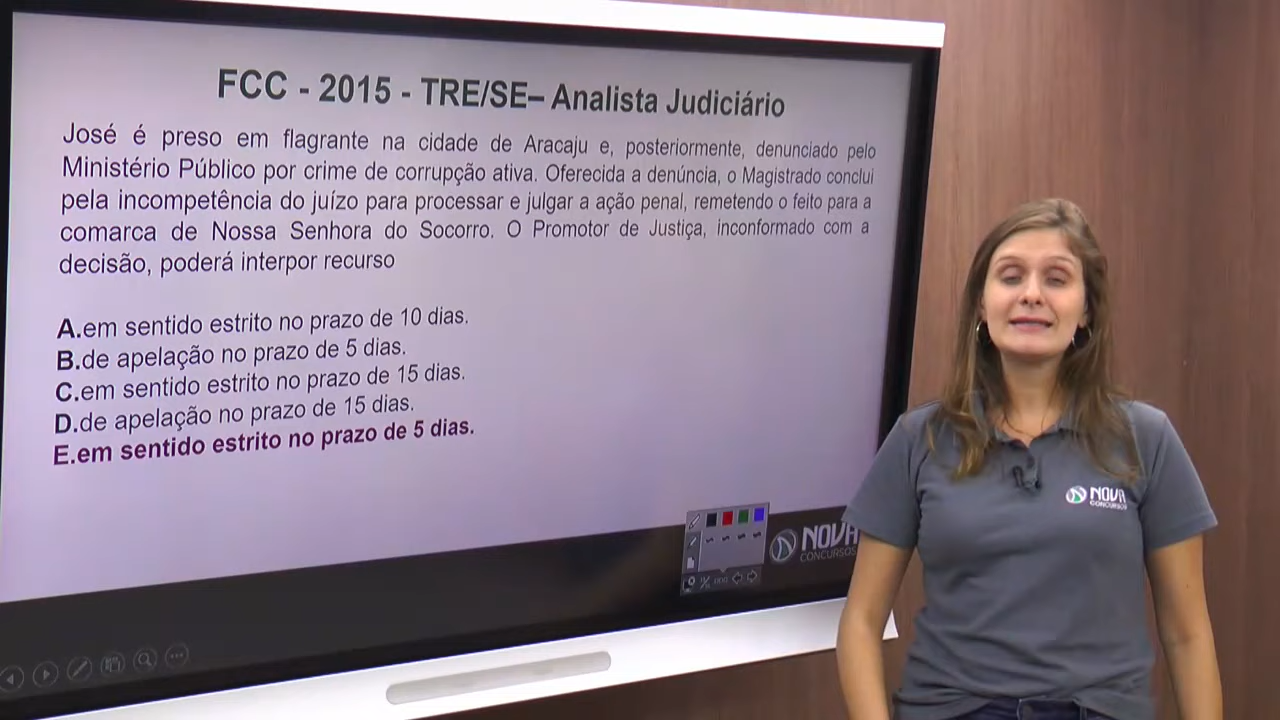 FCC - 2015 - TRE/SE– Analista Judiciário
José é preso em flagrante na cidade de Aracaju e, posteriormente, denunciado pelo
Ministério Público por crime de corrupção ativa. Oferecida a denúncia, o Magistrado conclui
pela incompetência do juízo para processar e julgar a ação penal, remetendo o feito para a
comarca de Nossa Senhora do Socorro. O Promotor de Justiça, inconformado com a
decisão, poderá interpor recurso
A.em sentido estrito no prazo de 10 dias.
B.de apelação no prazo de 5 dias.
C.em sentido estrito no prazo de 15 dias.
D.de apelação no prazo de 15 dias.
E.em sentido estrito no prazo de 5 dias.
NOVA
CONCURSOS
NOVA
CONCURSOS